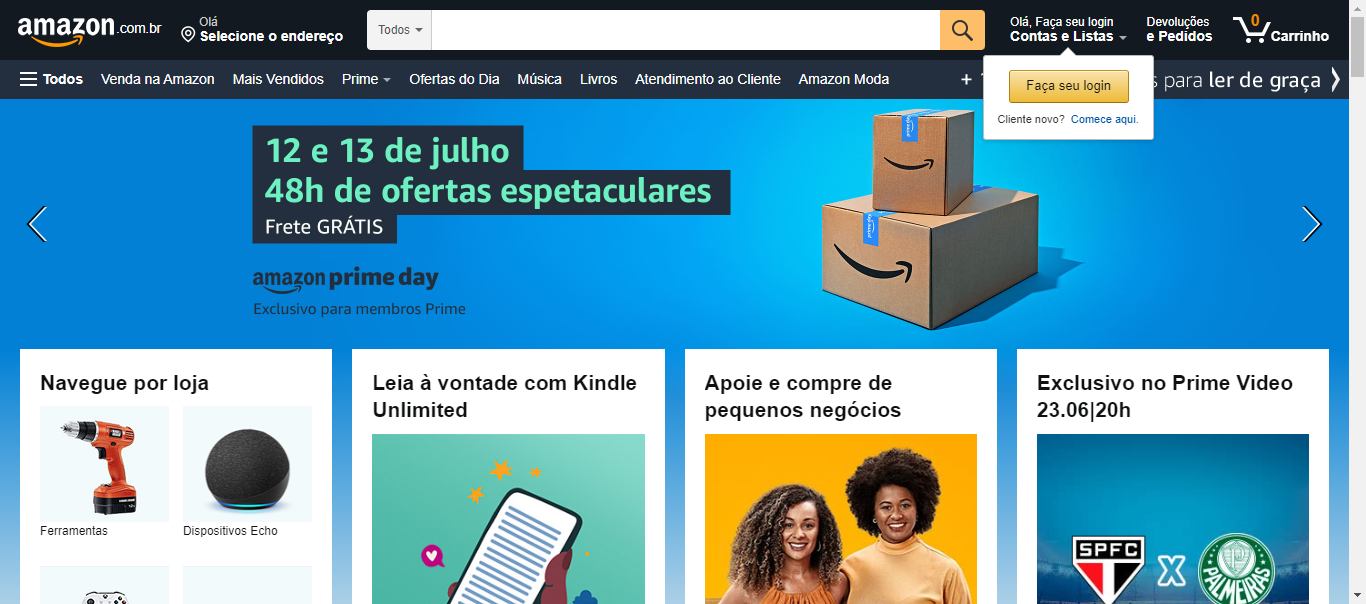 amazon.com.br
Olá
Selecione o endereço
Todos
Olá, Faça seu login
Contas e Listas
Devoluções
e Pedidos
0
Carrinho
Todos
Venda na Amazon
Mais Vendidos
Prime
Ofertas do Dia
Música
Livros
Atendimento ao Cliente
Amazon Moda
para ler de graça
Faça seu login
Cliente novo? Comece aqui.
12 e 13 de julho
48h de ofertas espetaculares
Frete GRÁTIS
amazon prime day
Exclusivo para membros Prime
Navegue por loja
Ferramentas
Dispositivos Echo
Leia à vontade com Kindle
Unlimited
Apoie e compre de
pequenos negócios
Exclusivo no Prime Video
23.06|20h
SPFC
X
PALMEIRAS